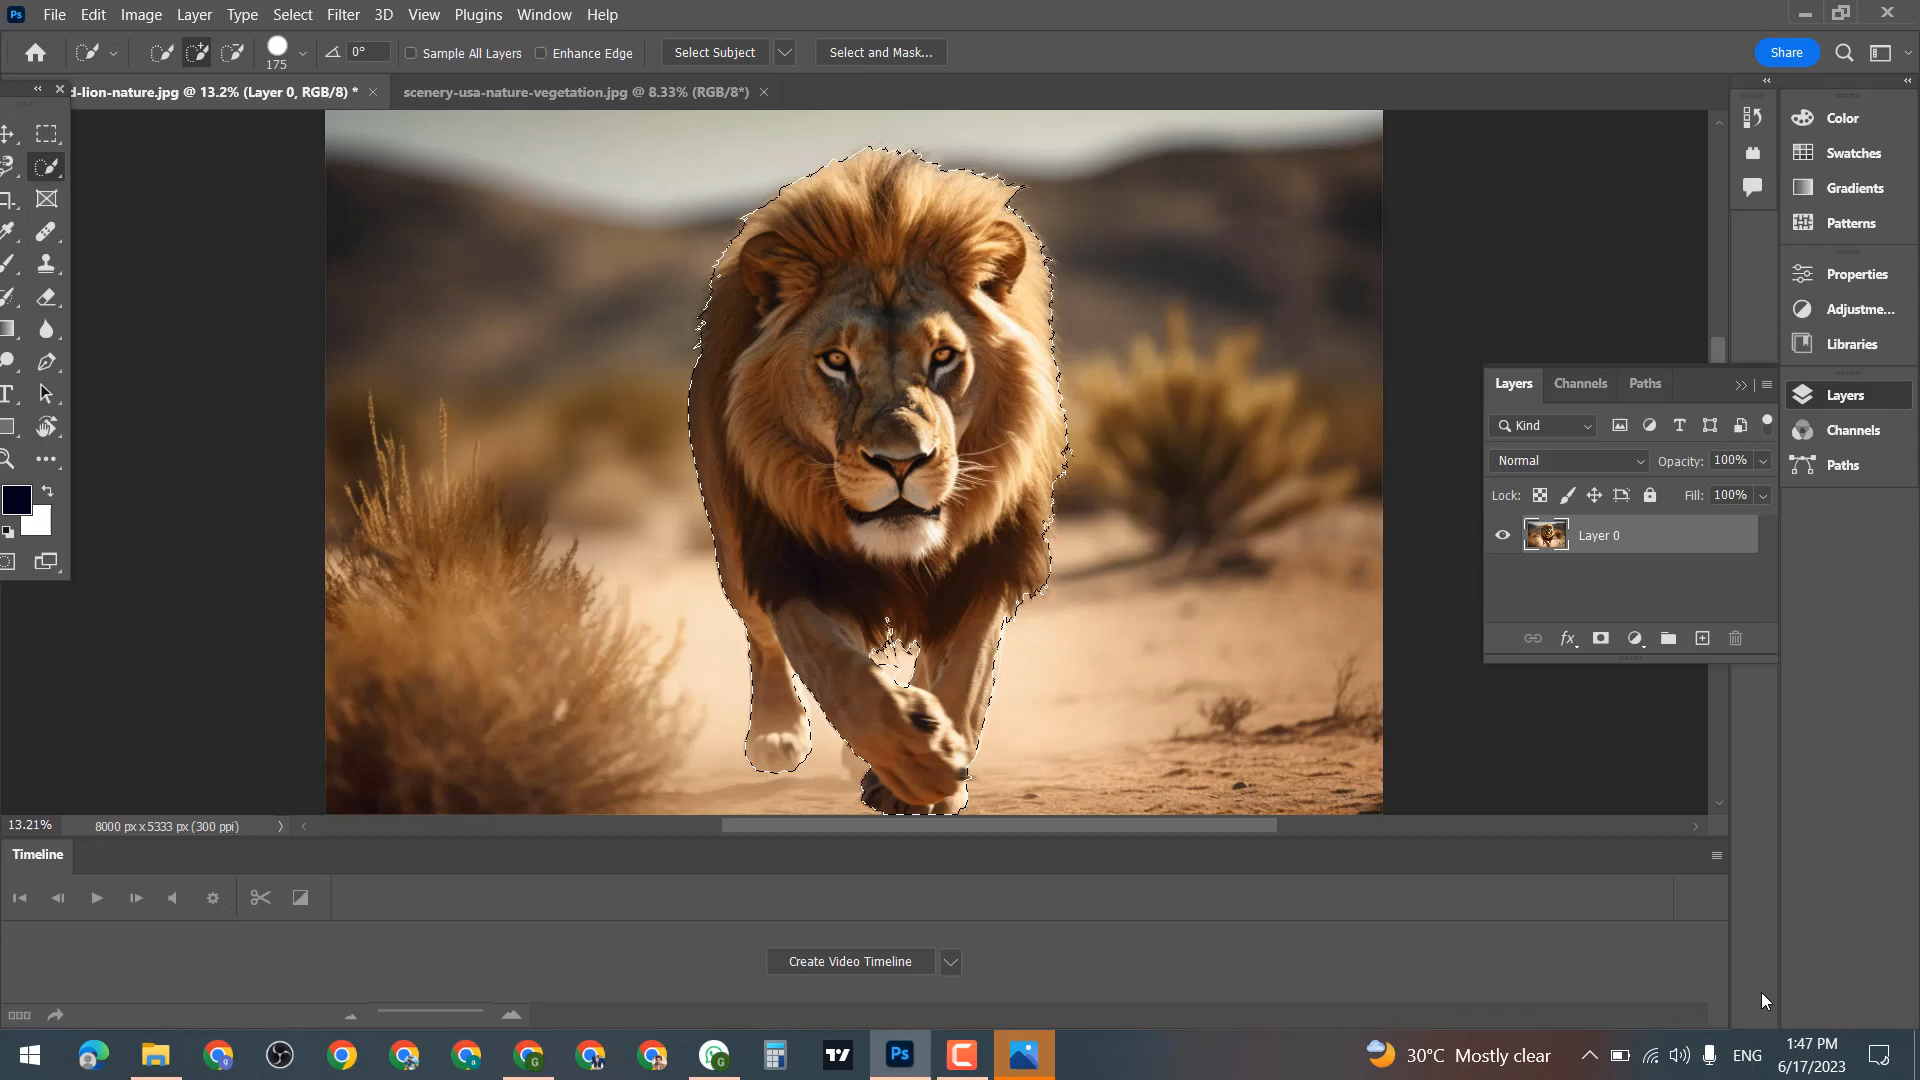 Ps File Edit Image Layer Type Select Filter 3D View Plugins Window Help
175 0° Sample All Layers Enhance Edge Select Subject Select and Mask... Share
d-lion-nature.jpg @ 13.2% (Layer 0, RGB/8) * scenery-usa-nature-vegetation.jpg @ 8.33% (RGB/8*)
Color
Swatches
Gradients
Patterns
Properties
Adjustme...
Libraries
Layers
Channels
Paths
Layers Channels Paths
Kind
Normal Opacity: 100%
Lock: Fill: 100%
Layer 0
fx
13.21% 8000 px x 5333 px (300 ppi)
Timeline
Create Video Timeline
Ps 30°C Mostly clear ENG 1:47 PM
6/17/2023